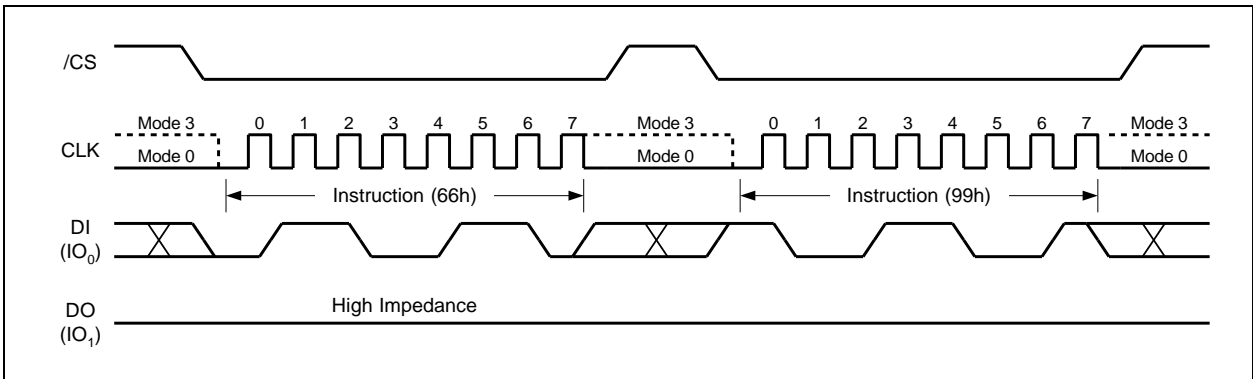 /CS
Mode 3 0 1 2 3 4 5 6 7 Mode 3 0 1 2 3 4 5 6 7 Mode 3
CLK Mode 0 Mode 0 Mode 0
Instruction (66h) Instruction (99h)
DI
(IO0)
DO High Impedance
(IO1)